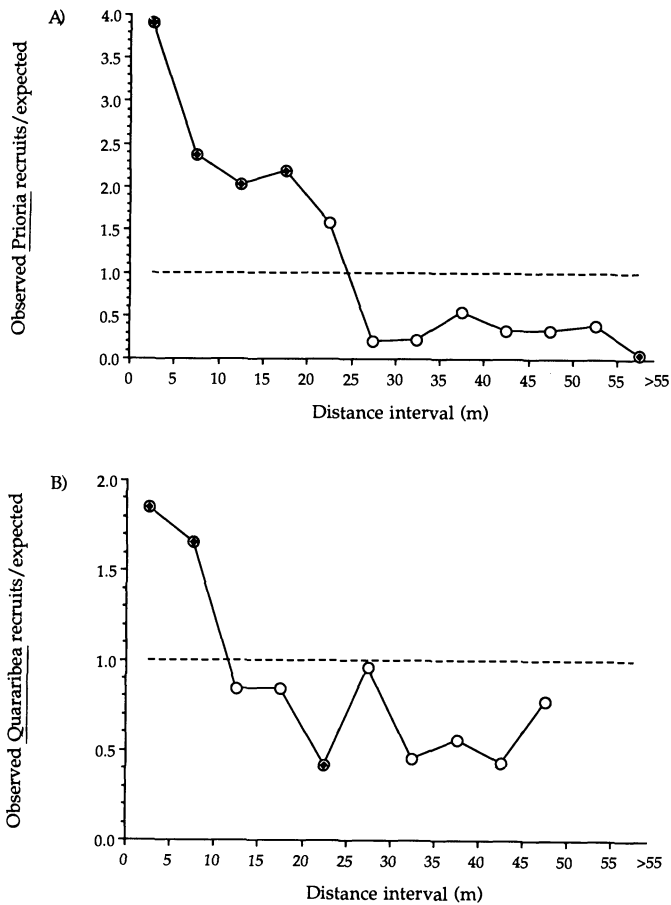 A)
Observed Prioria recruits/expected
4.0
3.5
3.0
2.5
2.0
1.5
1.0
0.5
0.0
0 5 10 15 20 25 30 35 40 45 50 55 >55
Distance interval (m)
B)
Observed Quararibea recruits/expected
2.0
1.5
1.0
0.5
0.0
0 5 10 15 20 25 30 35 40 45 50 55 >55
Distance interval (m)